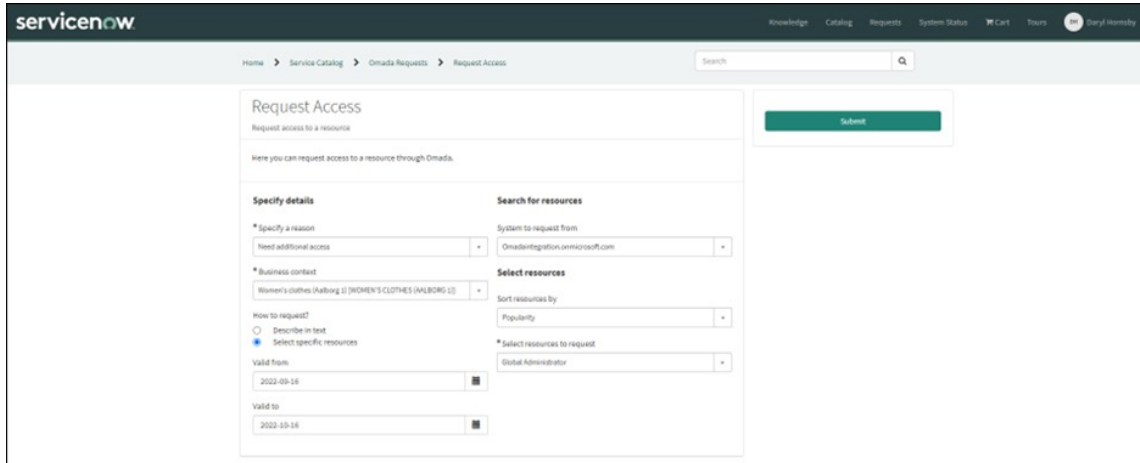 servicenow
Knowledge Catalog Requests System Status Cart Tours Daryl Hornsby
Home > Service Catalog > Omada Requests > Request Access
Search
Request Access
Request access to a resource
Here you can request access to a resource through Omada.
Submit
Specify details
* Specify a reason
Need additional access
* Business context
Women's clothes (Aalborg 1) [WOMEN'S CLOTHES (AALBORG 1)]
How to request?
Describe in text
Select specific resources
Valid from
2022-09-16
Valid to
2022-10-16
Search for resources
System to request from
Omadaintegration.onmicrosoft.com
Select resources
Sort resources by
Popularity
* Select resources to request
Global Administrator